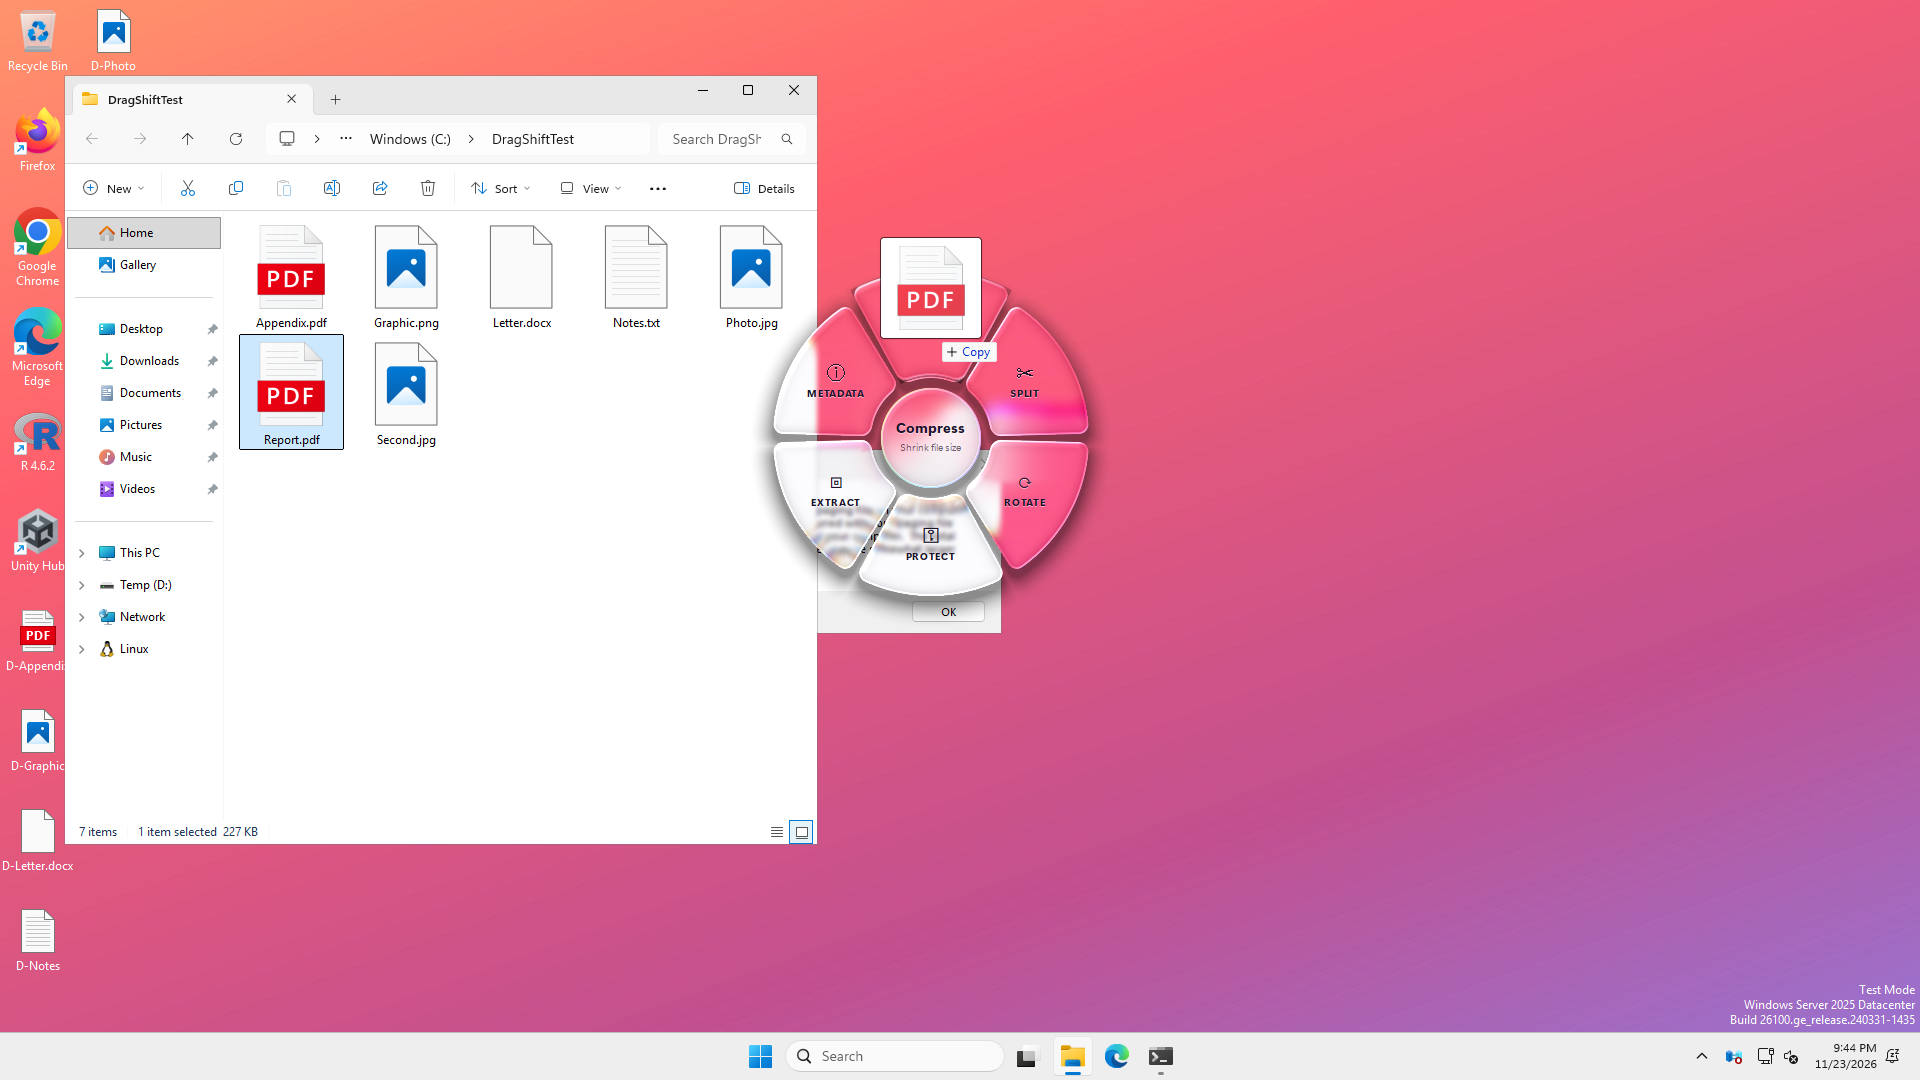 Recycle Bin
D-Photo
Firefox
Google
Chrome
Microsoft
Edge
R 4.6.2
Unity Hub
PDF
D-Appendi
D-Graphic
D-Letter.docx
D-Notes
DragShiftTest
Windows (C:)
DragShiftTest
Search DragSh
New
Sort
View
Details
Home
Gallery
Desktop
Downloads
Documents
Pictures
Music
Videos
This PC
Temp (D:)
Network
Linux
PDF
Appendix.pdf
Graphic.png
Letter.docx
Notes.txt
Photo.jpg
PDF
Report.pdf
Second.jpg
7 items
1 item selected 227 KB
PDF
Copy
METADATA
SPLIT
Compress
Shrink file size
EXTRACT
ROTATE
PROTECT
OK
Test Mode
Windows Server 2025 Datacenter
Build 26100.ge_release.240331-1435
Search
9:44 PM
11/23/2026